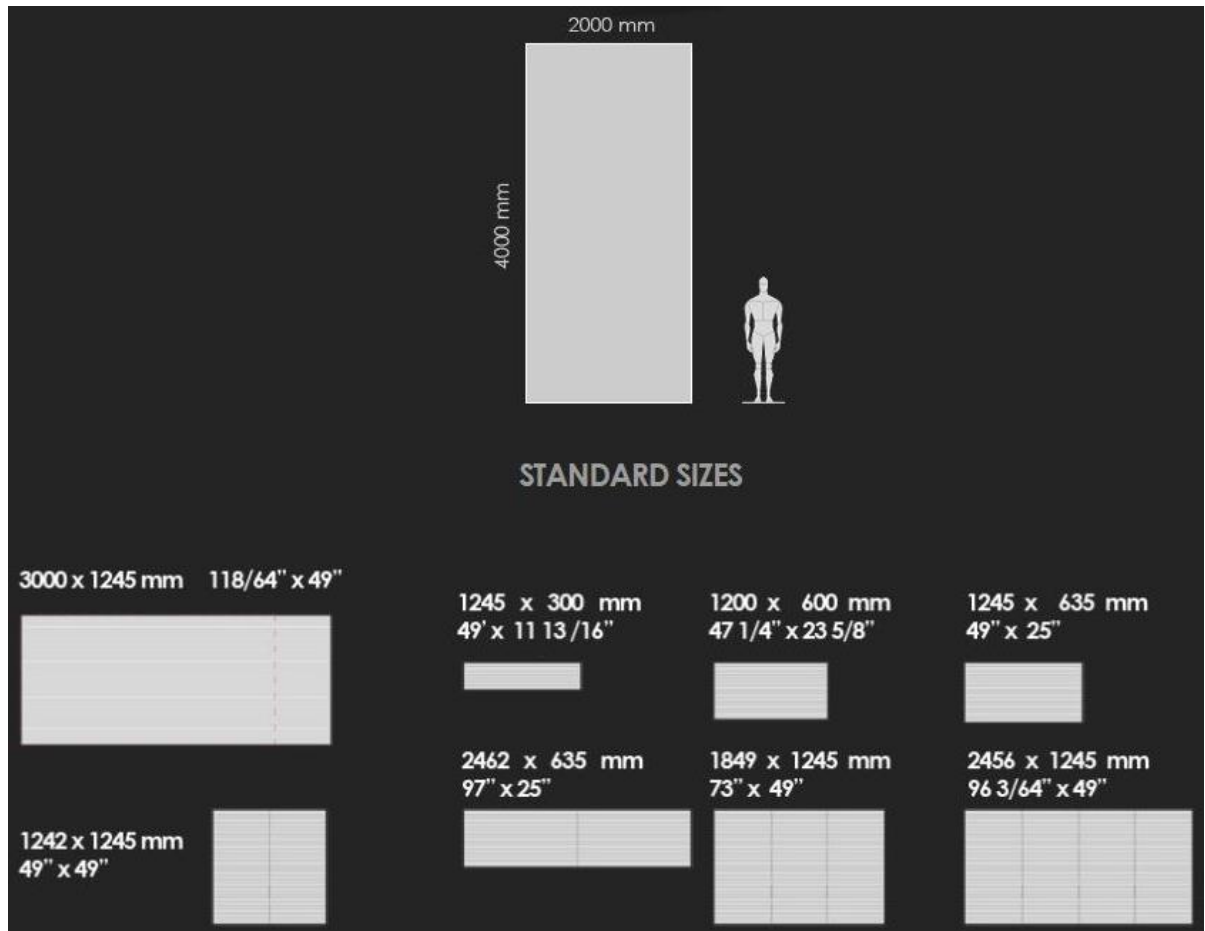 2000 mm
4000 mm
STANDARD SIZES
3000 x 1245 mm 118/64” x 49”
1245 x 300 mm
49' x 11 13 /16”
1200 x 600 mm
47 1/4” x 23 5/8”
1245 x 635 mm
49” x 25”
2462 x 635 mm
97” x 25”
1849 x 1245 mm
73” x 49”
2456 x 1245 mm
96 3/64” x 49”
1242 x 1245 mm
49” x 49”